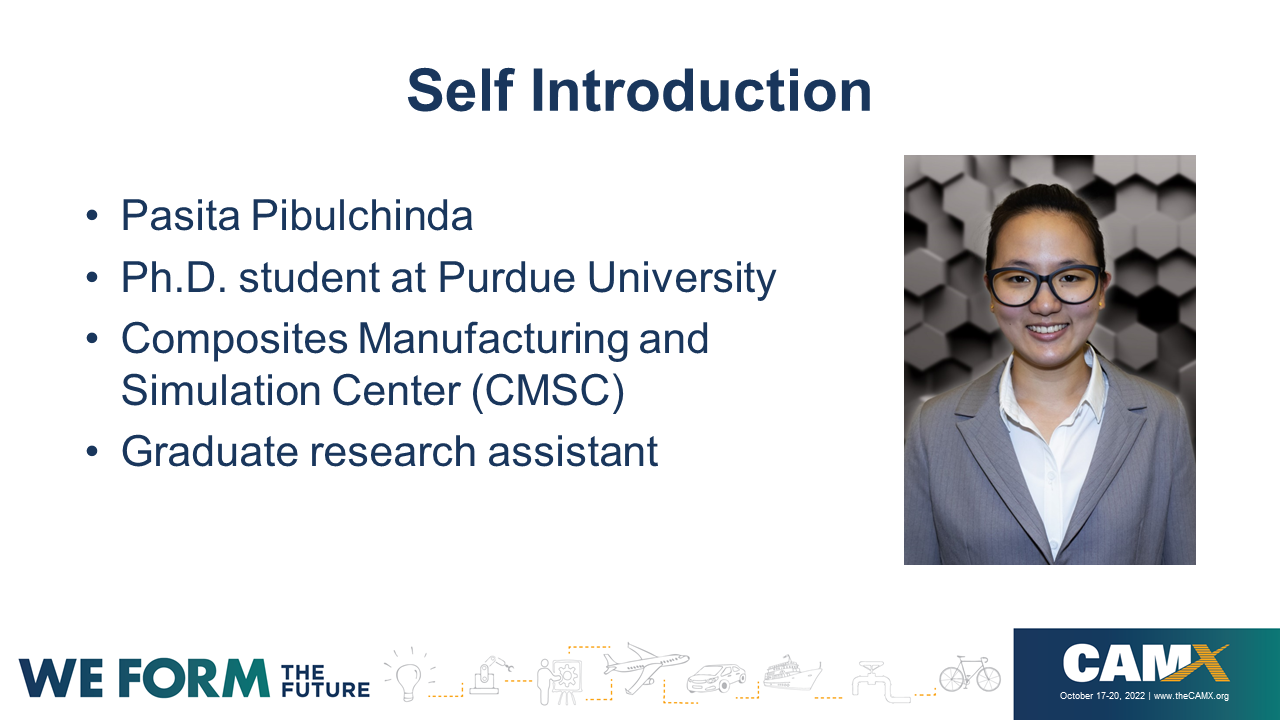 Self Introduction
• Pasita Pibulchinda
• Ph.D. student at Purdue University
• Composites Manufacturing and
Simulation Center (CMSC)
• Graduate research assistant
WE FORM THE
FUTURE
CAMX
October 17-20, 2022 | www.theCAMX.org